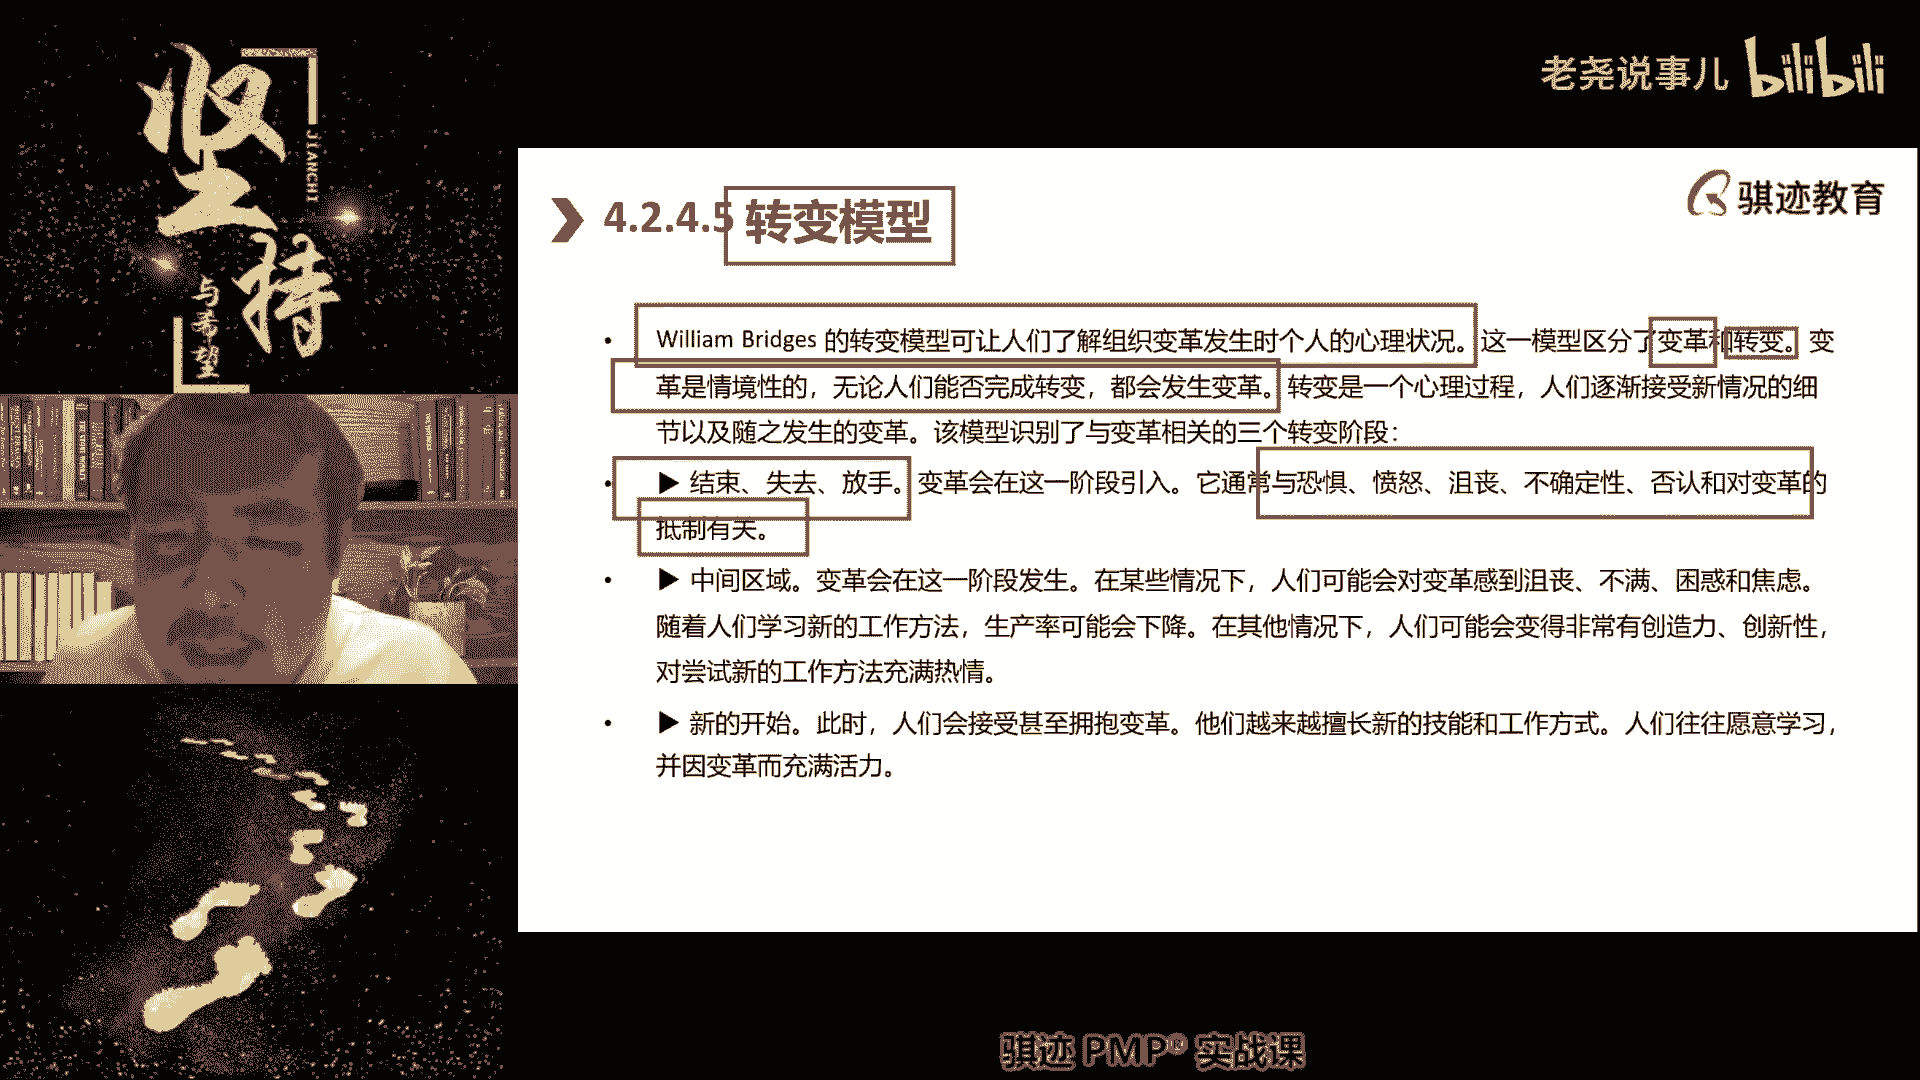 坚持
JIANCHI
与希望
老尧说事儿 bilibili
骐迹教育
4.2.4.5 转变模型
• William Bridges 的转变模型可让人们了解组织变革发生时个人的心理状况。这一模型区分了变革和转变。变
革是情境性的，无论人们能否完成转变，都会发生变革。转变是一个心理过程，人们逐渐接受新情况的细
节以及随之发生的变革。该模型识别了与变革相关的三个转变阶段：
• ▶ 结束、失去、放手。变革会在这一阶段引入。它通常与恐惧、愤怒、沮丧、不确定性、否认和对变革的
抵制有关。
• ▶ 中间区域。变革会在这一阶段发生。在某些情况下，人们可能会对变革感到沮丧、不满、困惑和焦虑。
随着人们学习新的工作方法，生产率可能会下降。在其他情况下，人们可能会变得非常有创造力、创新性，
对尝试新的工作方法充满热情。
• ▶ 新的开始。此时，人们会接受甚至拥抱变革。他们越来越擅长新的技能和工作方式。人们往往愿意学习，
并因变革而充满活力。
骐迹 PMP® 实战课